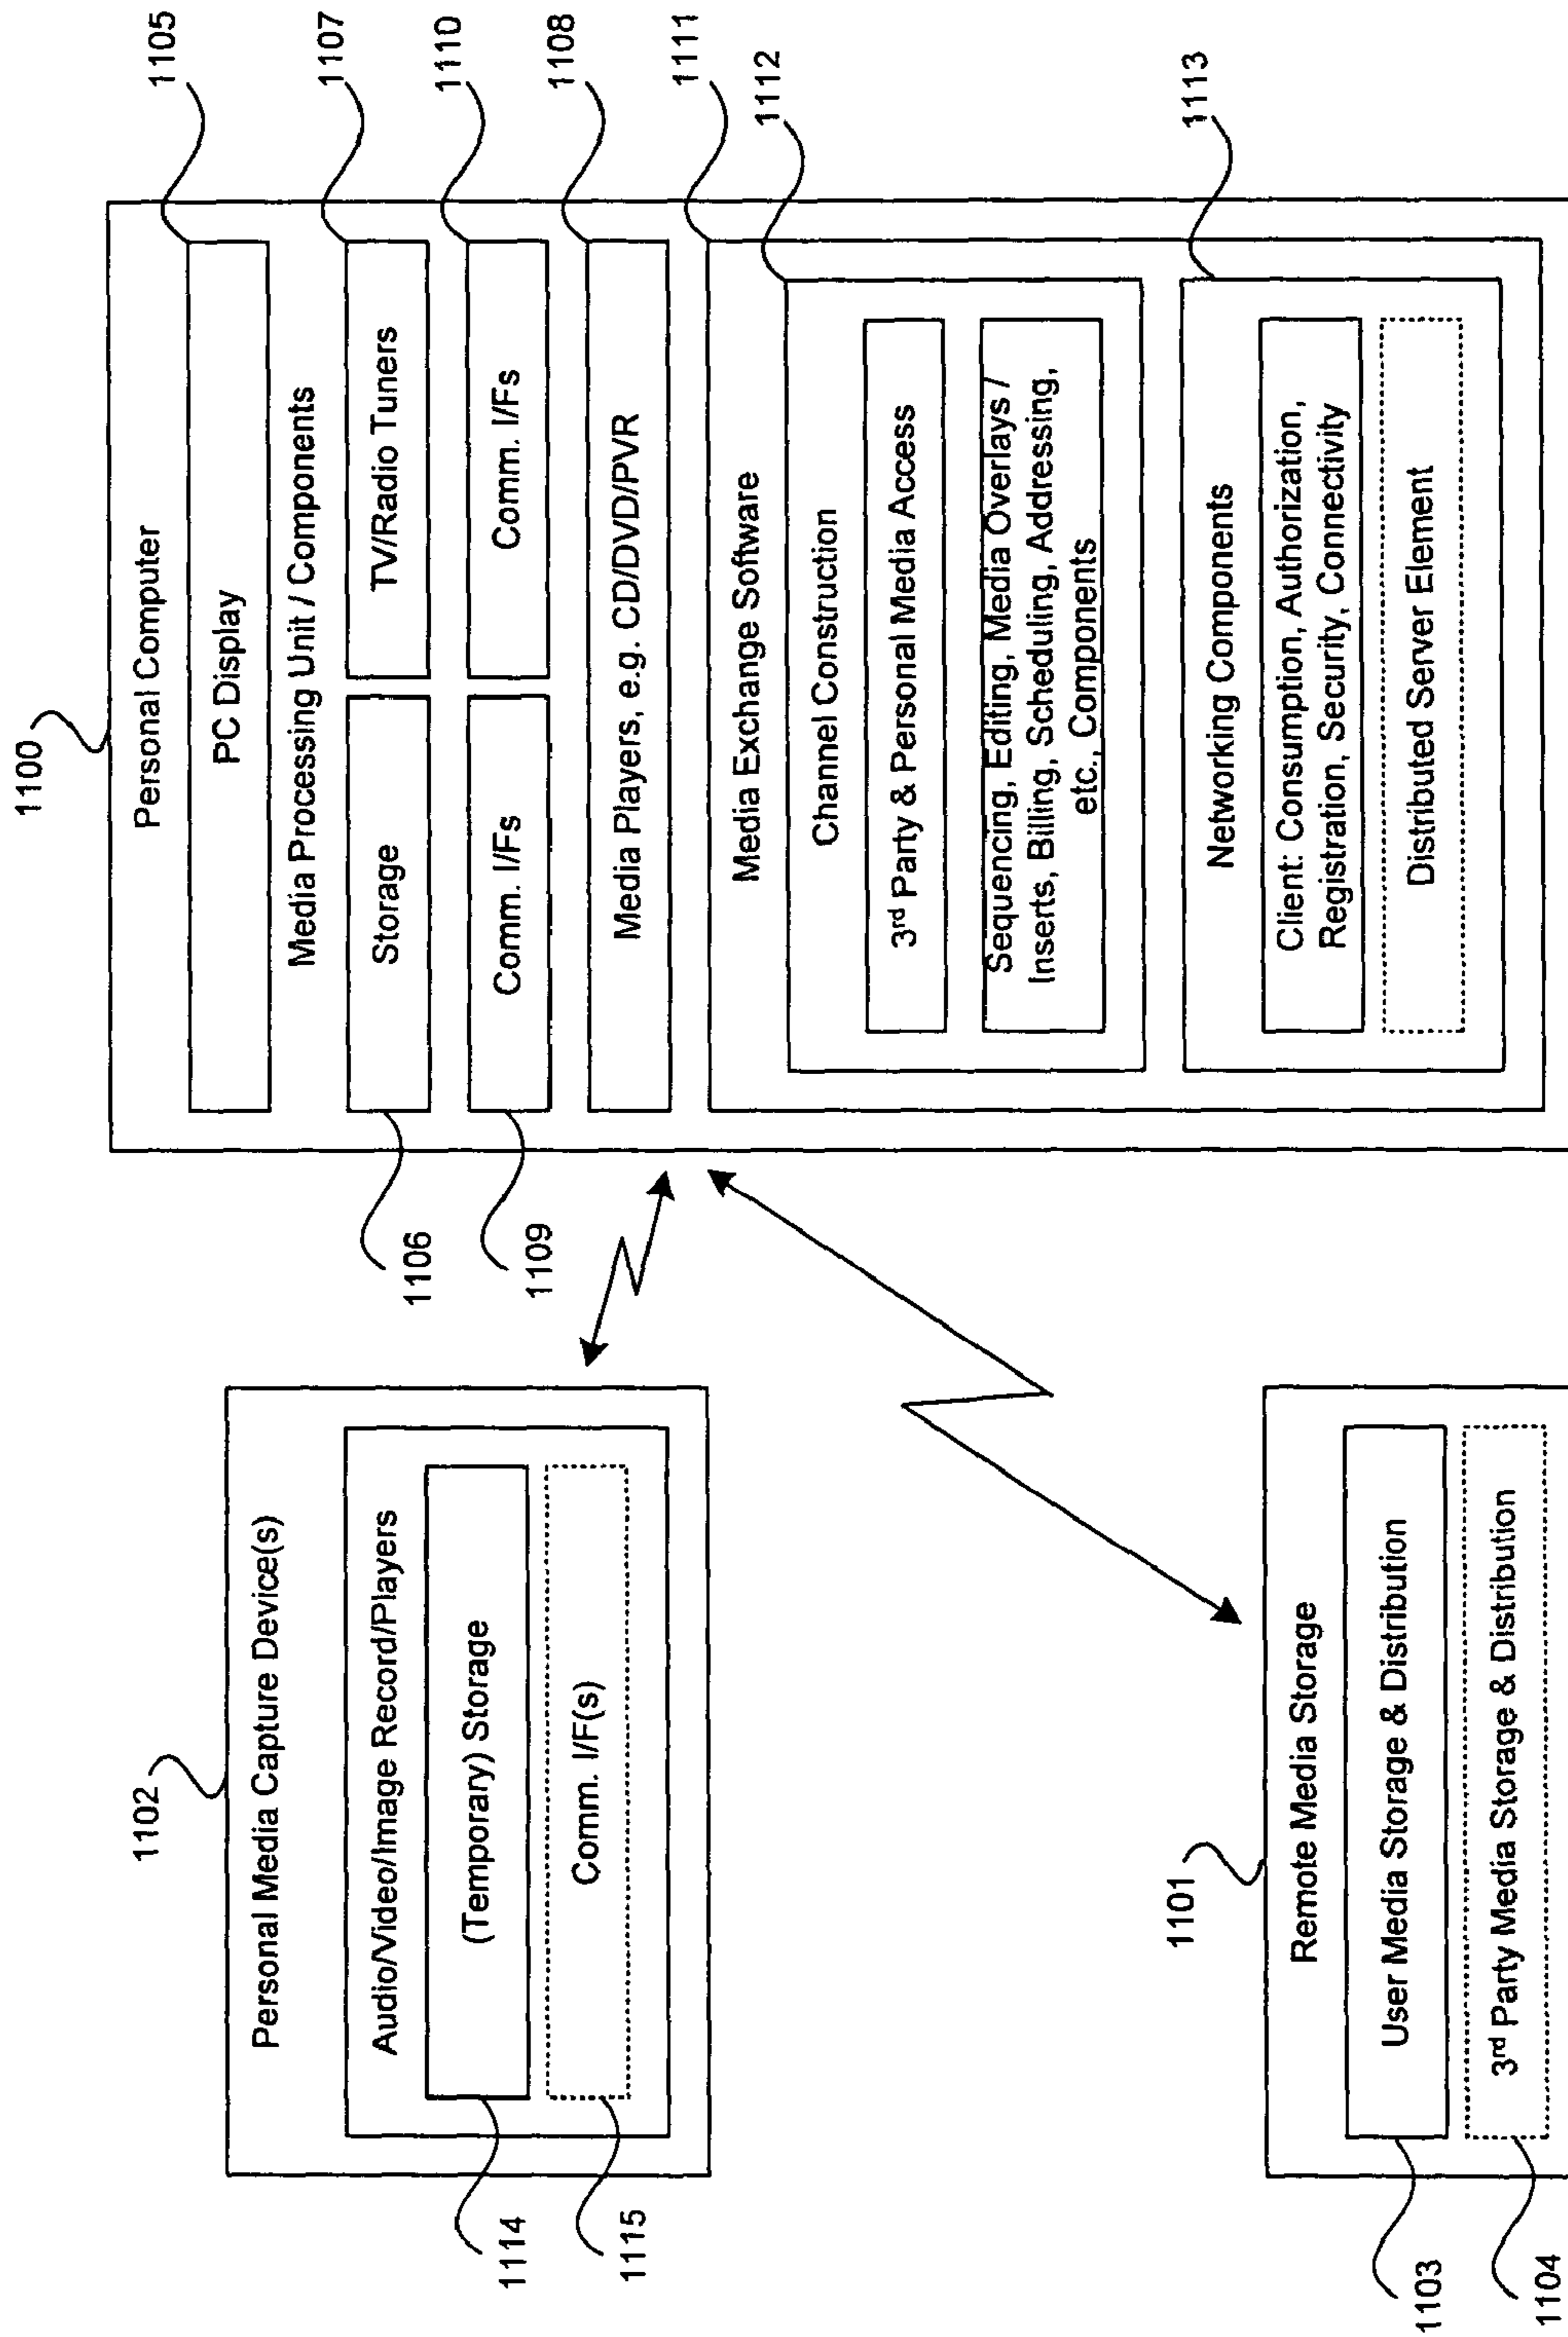 1102
Personal Media Capture Device(s)
Audio/Video/Image Record/Players
(Temporary) Storage
Comm. I/F(s)
1114
1115
1101
Remote Media Storage
User Media Storage & Distribution
3rd Party Media Storage & Distribution
1103
1104
1100
Personal Computer
PC Display
1105
Media Processing Unit / Components
Storage
TV/Radio Tuners
1107
1106
Comm. I/Fs
Comm. I/Fs
1110
1109
Media Players, e.g. CD/DVD/PVR
1108
Media Exchange Software
1111
Channel Construction
1112
3rd Party & Personal Media Access
Sequencing, Editing, Media Overlays /
Inserts, Billing, Scheduling, Addressing,
etc., Components
Networking Components
1113
Client: Consumption, Authorization,
Registration, Security, Connectivity
Distributed Server Element